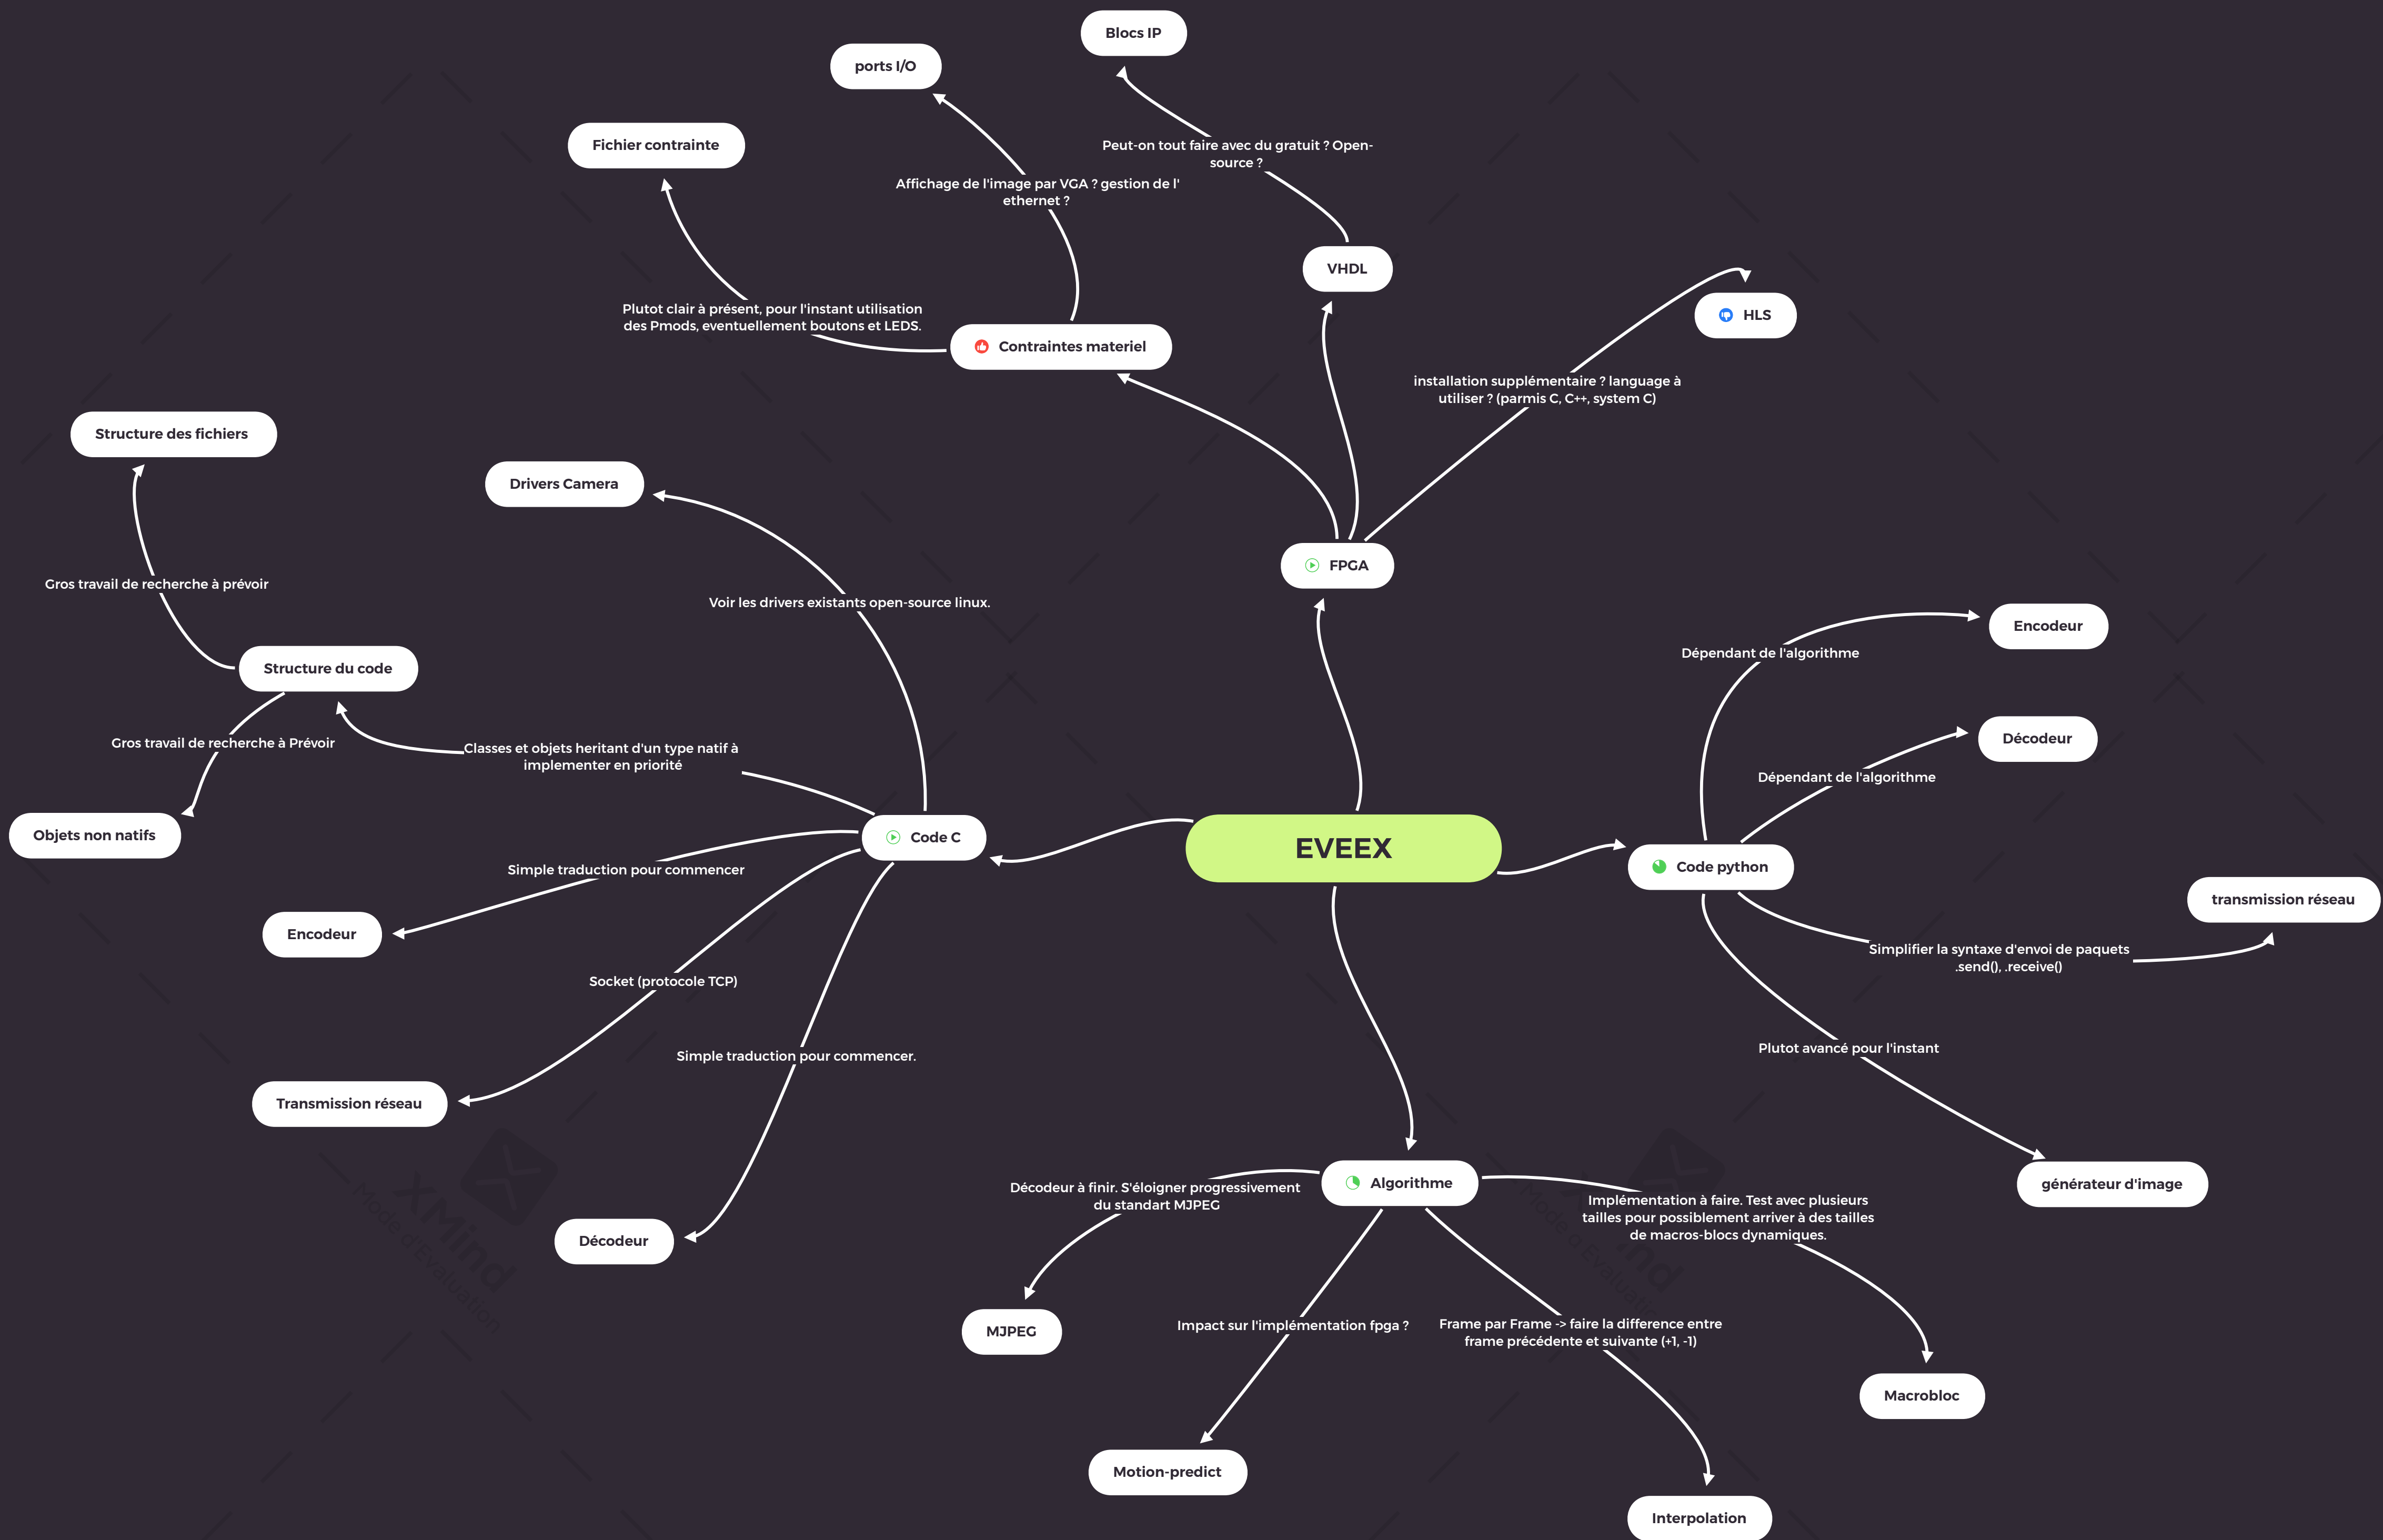 Blocs IP
ports I/O
Fichier contrainte
Peut-on tout faire avec du gratuit ? Open-
source ?
Affichage de l'image par VGA ? gestion de l'
ethernet ?
VHDL
HLS
Plutot clair à présent, pour l'instant utilisation
des Pmods, eventuellement boutons et LEDS.
Contraintes materiel
installation supplémentaire ? language à
utiliser ? (parmis C, C++, system C)
Structure des fichiers
Drivers Camera
FPGA
Gros travail de recherche à prévoir
Voir les drivers existants open-source linux.
Encodeur
Dépendant de l'algorithme
Structure du code
Décodeur
Gros travail de recherche à Prévoir
Classes et objets heritant d'un type natif à
implementer en priorité
Dépendant de l'algorithme
Objets non natifs
Code C
EVEEX
Code python
Simple traduction pour commencer
transmission réseau
Encodeur
Simplifier la syntaxe d'envoi de paquets
.send(), .receive()
Socket (protocole TCP)
Simple traduction pour commencer.
Plutot avancé pour l'instant
Transmission réseau
Algorithme
générateur d'image
Décodeur à finir. S'éloigner progressivement
du standart MJPEG
Implémentation à faire. Test avec plusieurs
tailles pour possiblement arriver à des tailles
de macros-blocs dynamiques.
XMind
Mode d'Evaluation
XMind
Mode d'Evaluation
Décodeur
MJPEG
Impact sur l'implémentation fpga ?
Frame par Frame -> faire la difference entre
frame précédente et suivante (+1, -1)
Macrobloc
Motion-predict
Interpolation